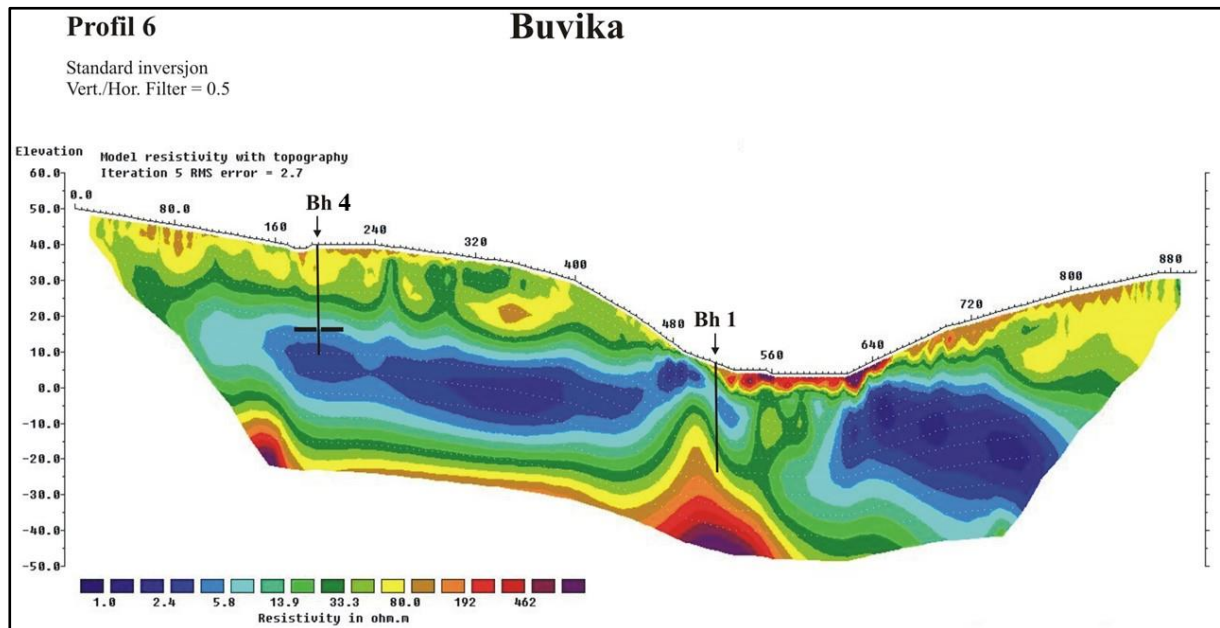 Profil 6
Buvika
Standard inversjon
Vert./Hor. Filter = 0.5
Elevation
Model resistivity with topography
Iteration 5 RMS error = 2.7
60.0
50.0
40.0
30.0
20.0
10.0
0.0
-10.0
-20.0
-30.0
-40.0
-50.0
0.0
80.0
160
240
320
400
480
560
640
720
800
880
Bh 4
Bh 1
1.0 2.4 5.8 13.9 33.3 80.0 192 462
Resistivity in ohm.m